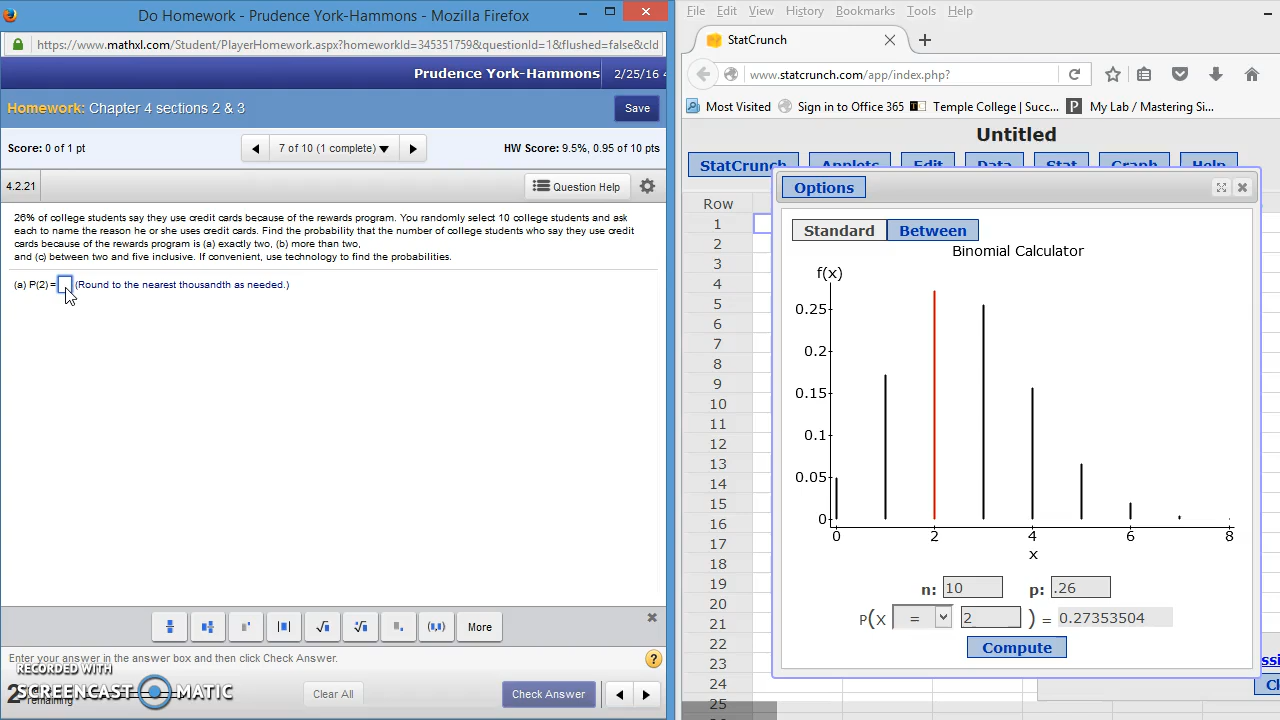 Do Homework - Prudence York-Hammons - Mozilla Firefox
https://www.mathxl.com/Student/PlayerHomework.aspx?homeworkId=345351759&questionId=1&flushed=false&cld
Prudence York-Hammons 2/25/16 4
Homework: Chapter 4 sections 2 & 3
Save
Score: 0 of 1 pt
7 of 10 (1 complete)
HW Score: 9.5%, 0.95 of 10 pts
4.2.21
Question Help
26% of college students say they use credit cards because of the rewards program. You randomly select 10 college students and ask
each to name the reason he or she uses credit cards. Find the probability that the number of college students who say they use credit
cards because of the rewards program is (a) exactly two, (b) more than two,
and (c) between two and five inclusive. If convenient, use technology to find the probabilities.
(a) P(2) = (Round to the nearest thousandth as needed.)
More
Enter your answer in the answer box and then click Check Answer.
?
RECORDED WITH
SCREENCAST MATIC
2
remaining
Clear All
Check Answer
File Edit View History Bookmarks Tools Help
StatCrunch
www.statcrunch.com/app/index.php?
Most Visited Sign in to Office 365 Temple College | Succ... My Lab / Mastering Si...
Untitled
StatCrunch Applets Edit Data Stat Graph Help
Row
1
2
3
4
5
6
7
8
9
10
11
12
13
14
15
16
17
18
19
20
21
22
23
24
25
Options
Standard Between
Binomial Calculator
f(x)
0.25
0.2
0.15
0.1
0.05
0
0 2 4 6 8
x
n: 10 p: .26
P(x = 2 ) = 0.27353504
Compute